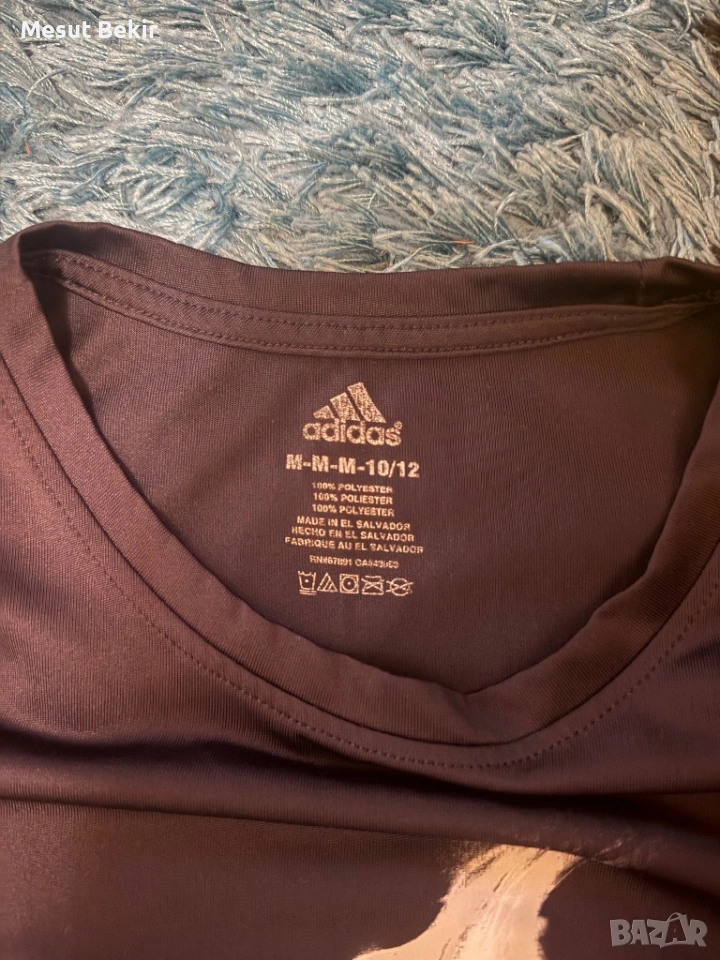 Mesut Bekir
adidas®
M-M-M-10/12
100% POLYESTER
100% POLIESTER
100% POLYESTER
MADE IN EL SALVADOR
HECHO EN EL SALVADOR
FABRIQUE AU EL SALVADOR
BAZAR